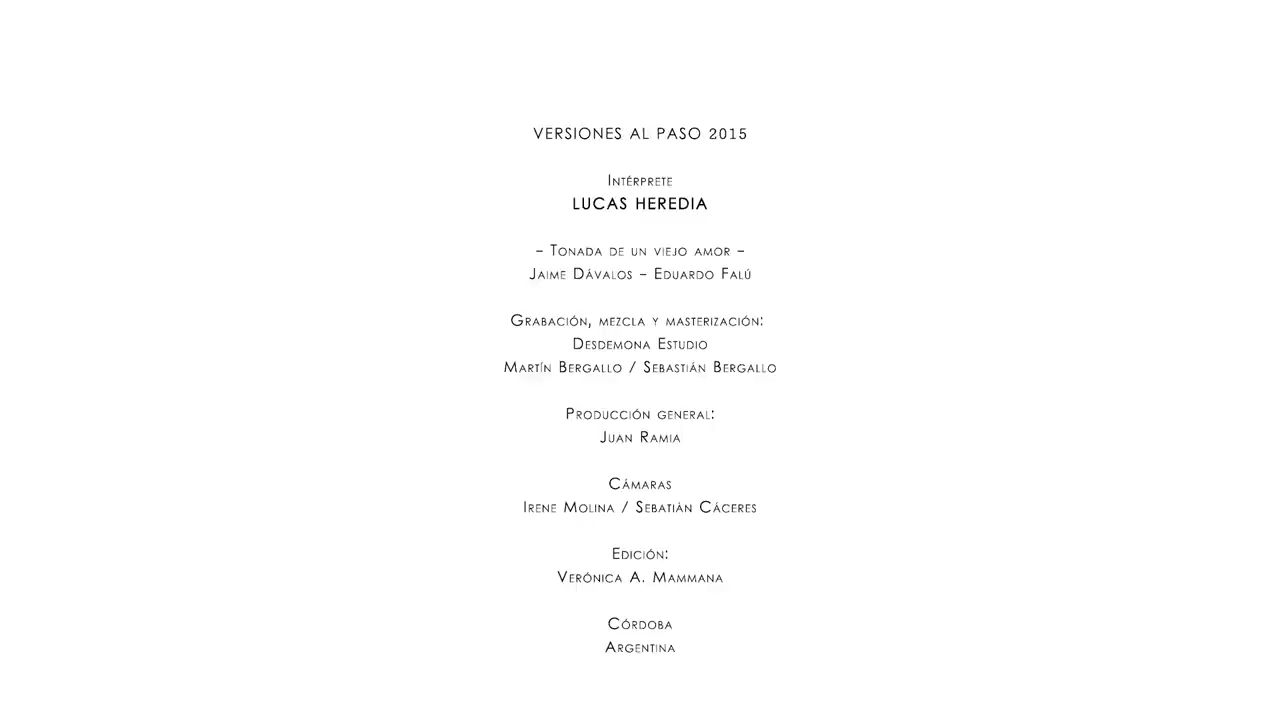 VERSIONES AL PASO 2015
Intérprete
LUCAS HEREDIA
– Tonada de un viejo amor –
Jaime Dávalos – Eduardo Falú
Grabación, mezcla y masterización:
Desdemona Estudio
Martín Bergallo / Sebastián Bergallo
Producción general:
Juan Ramia
Cámaras
Irene Molina / Sebatián Cáceres
Edición:
Verónica A. Mammana
Córdoba
Argentina